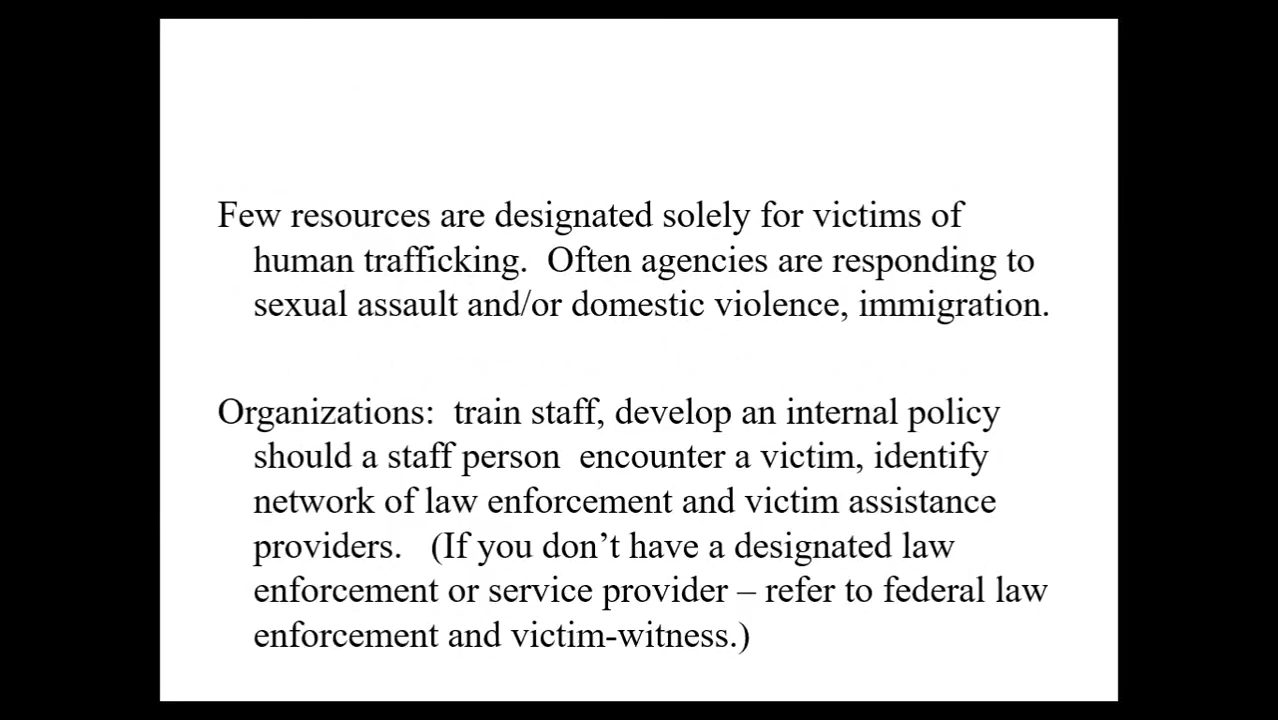 Few resources are designated solely for victims of
human trafficking.  Often agencies are responding to
sexual assault and/or domestic violence, immigration.
Organizations:  train staff, develop an internal policy
should a staff person  encounter a victim, identify
network of law enforcement and victim assistance
providers.   (If you don’t have a designated law
enforcement or service provider – refer to federal law
enforcement and victim-witness.)